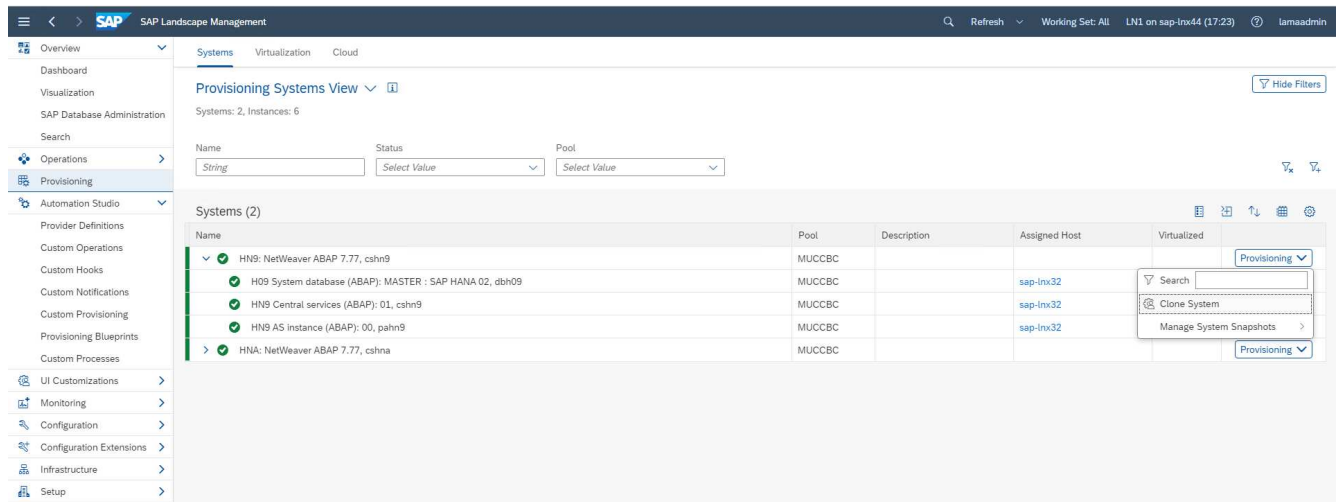 SAP SAP Landscape Management Refresh Working Set: All LN1 on sap-lnx44 (17:23) lamaadmin
Overview
Dashboard
Visualization
SAP Database Administration
Search
Operations
Provisioning
Automation Studio
Provider Definitions
Custom Operations
Custom Hooks
Custom Notifications
Custom Provisioning
Provisioning Blueprints
Custom Processes
UI Customizations
Monitoring
Configuration
Configuration Extensions
Infrastructure
Setup
Systems Virtualization Cloud
Provisioning Systems View
Hide Filters
Systems: 2, Instances: 6
Name Status Pool
String Select Value Select Value
Systems (2)
Name Pool Description Assigned Host Virtualized
HN9: NetWeaver ABAP 7.77, cshn9 MUCCBC Provisioning
H09 System database (ABAP): MASTER : SAP HANA 02, dbh09 MUCCBC sap-lnx32
HN9 Central services (ABAP): 01, cshn9 MUCCBC sap-lnx32
HN9 AS instance (ABAP): 00, pahn9 MUCCBC sap-lnx32
HNA: NetWeaver ABAP 7.77, cshna MUCCBC Provisioning
Search
Clone System
Manage System Snapshots